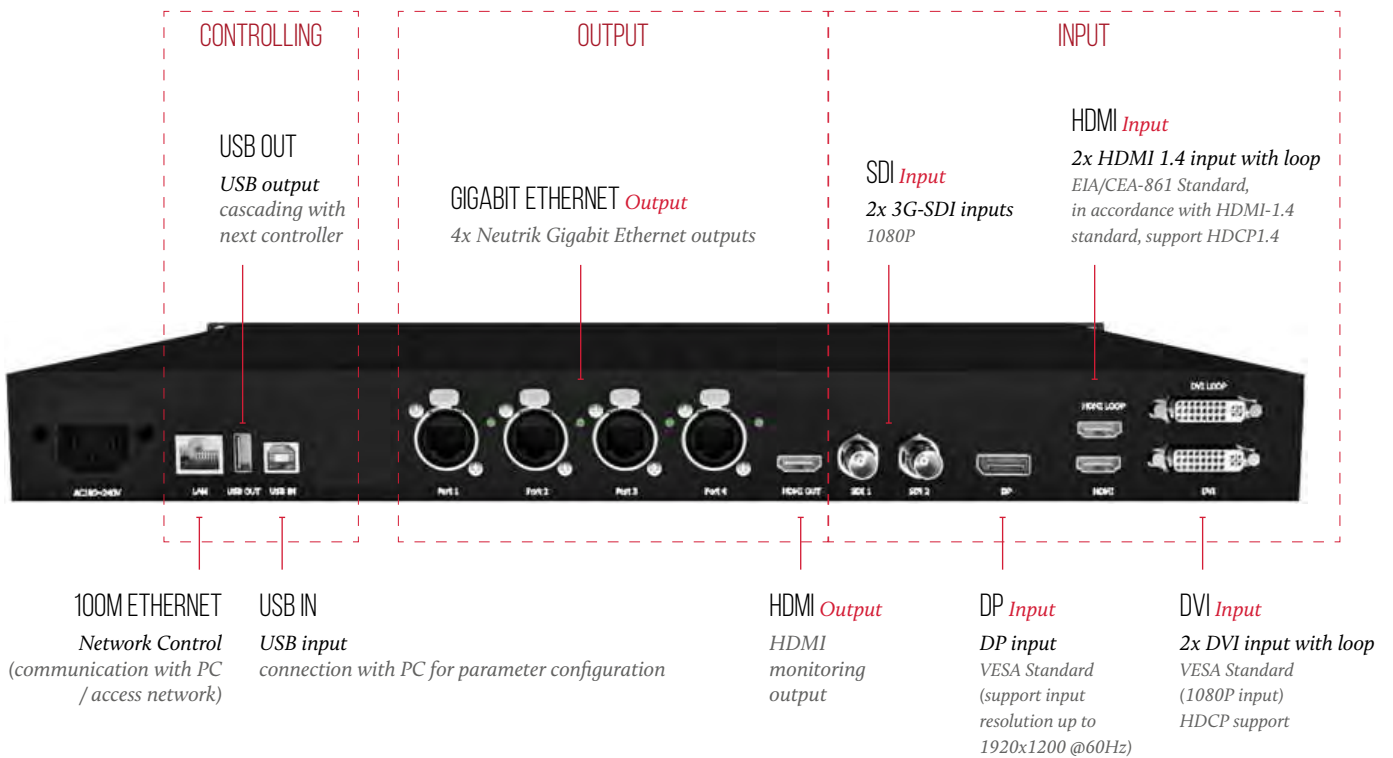 CONTROLLING
OUTPUT
INPUT
USB OUT
USB output
cascading with
next controller
GIGABIT ETHERNET Output
4x Neutrik Gigabit Ethernet outputs
SDI Input
2x 3G-SDI inputs
1080P
HDMI Input
2x HDMI 1.4 input with loop
EIA/CEA-861 Standard,
in accordance with HDMI-1.4
standard, support HDCP1.4
DVI LOOP
HDMI LOOP
LAN
USB OUT
USB IN
Port 1
Port 2
Port 3
Port 4
HDMI OUT
SDI 1
SDI 2
DP
HDMI
DVI
100M ETHERNET
Network Control
(communication with PC
/ access network)
USB IN
USB input
connection with PC for parameter configuration
HDMI Output
HDMI
monitoring
output
DP Input
DP input
VESA Standard
(support input
resolution up to
1920x1200 @60Hz)
DVI Input
2x DVI input with loop
VESA Standard
(1080P input)
HDCP support